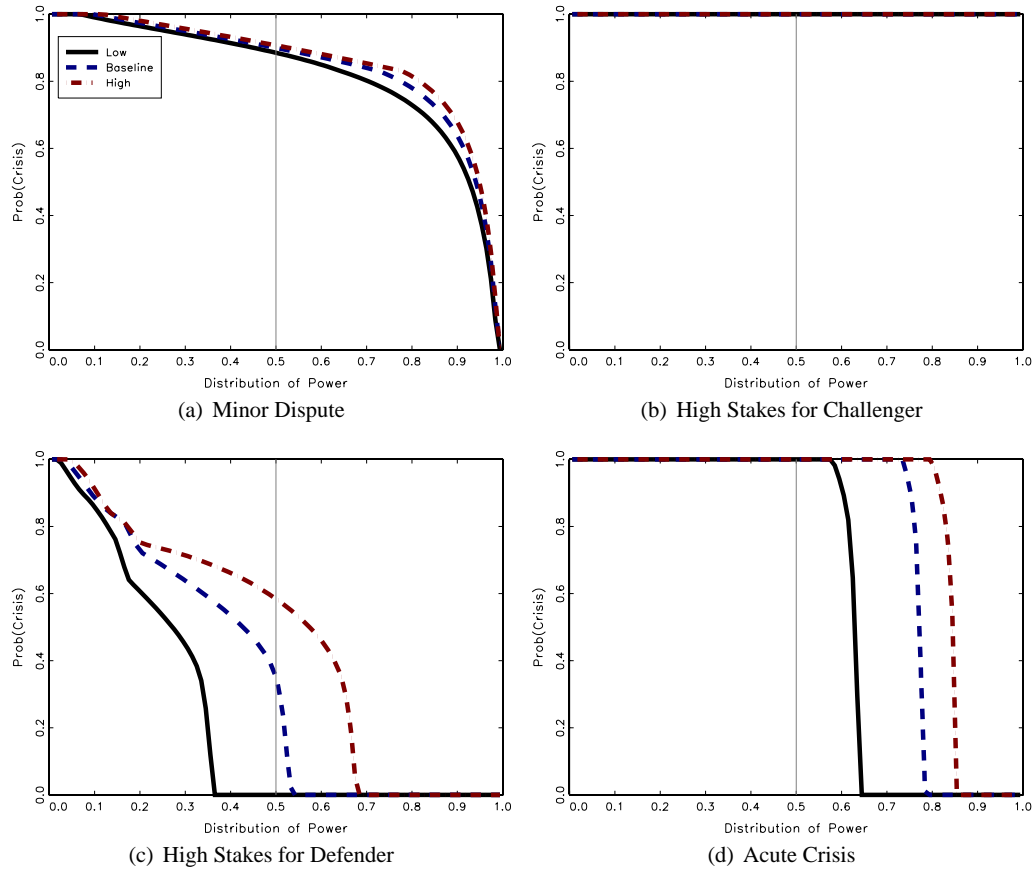 Prob(Crisis)
0.0
0.2
0.4
0.6
0.8
1.0
Low
Baseline
High
0.0 0.1 0.2 0.3 0.4 0.5 0.6 0.7 0.8 0.9 1.0
Distribution of Power
(a) Minor Dispute
Prob(Crisis)
0.0
0.2
0.4
0.6
0.8
1.0
0.0 0.1 0.2 0.3 0.4 0.5 0.6 0.7 0.8 0.9 1.0
Distribution of Power
(b) High Stakes for Challenger
Prob(Crisis)
0.0
0.2
0.4
0.6
0.8
1.0
0.0 0.1 0.2 0.3 0.4 0.5 0.6 0.7 0.8 0.9 1.0
Distribution of Power
(c) High Stakes for Defender
Prob(Crisis)
0.0
0.2
0.4
0.6
0.8
1.0
0.0 0.1 0.2 0.3 0.4 0.5 0.6 0.7 0.8 0.9 1.0
Distribution of Power
(d) Acute Crisis